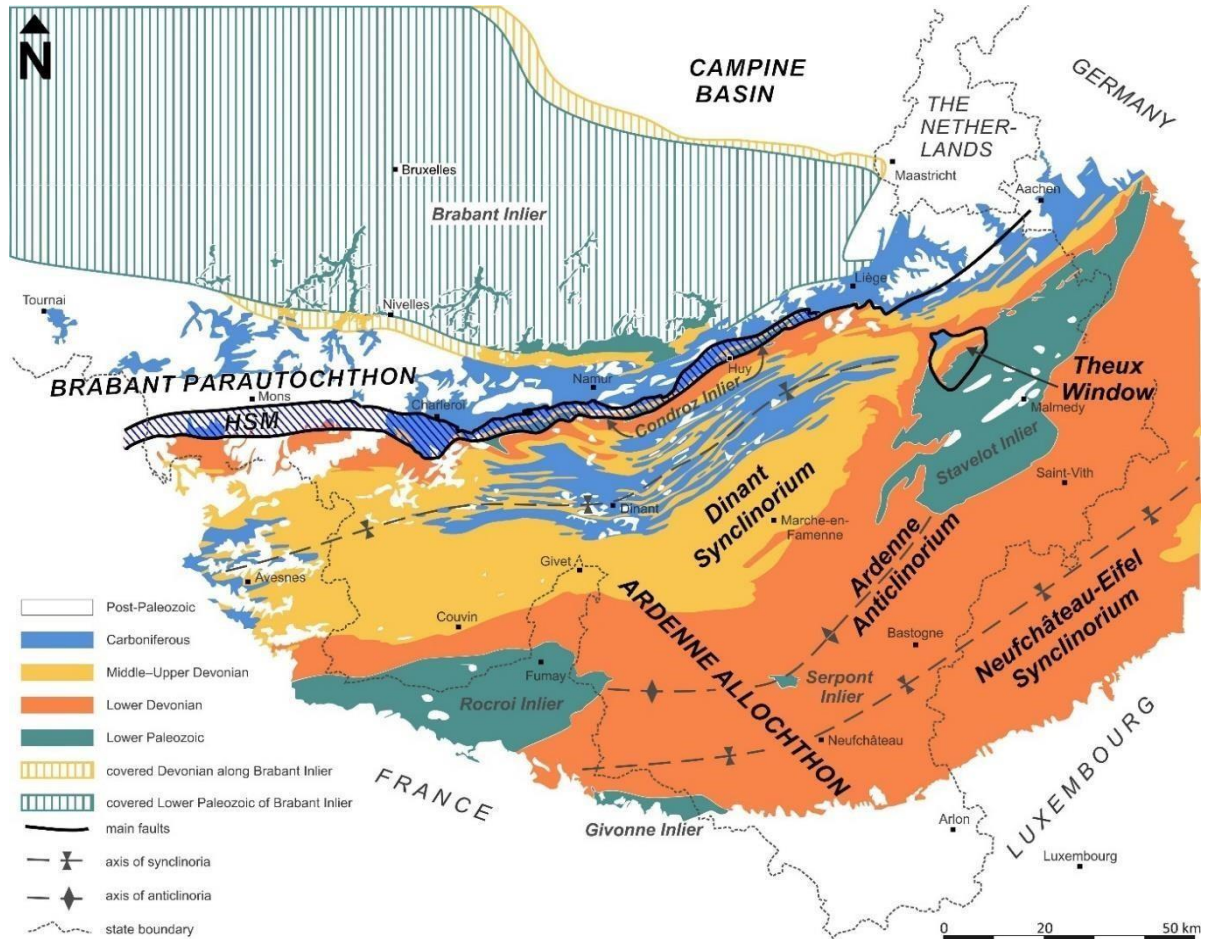 N
CAMPINE
BASIN
GERMANY
THE
NETHER-
LANDS
Maastricht
Aachen
Bruxelles
Brabant Inlier
Liège
Tournai
Nivelles
BRABANT PARAUTOCHTHON
Mons
HSM
Charleroi
Namur
Huy
Condroz Inlier
Theux
Window
Malmedy
Stavelot Inlier
Saint-Vith
Dinant
Dinant
Synclinorium
Marche-en-
Famenne
Ardenne
Anticlinorium
Avesnes
Givet
Couvin
ARDENNE ALLOCHTHON
Bastogne
Neufchâteau-Eifel
Synclinorium
Fumay
Rocroi Inlier
Serpont
Inlier
Neufchâteau
FRANCE
Givonne Inlier
Arlon
LUXEMBOURG
Luxembourg
Post-Paleozoic
Carboniferous
Middle–Upper Devonian
Lower Devonian
Lower Paleozoic
covered Devonian along Brabant Inlier
covered Lower Paleozoic of Brabant Inlier
main faults
axis of synclinoria
axis of anticlinoria
state boundary
0 20 50 km